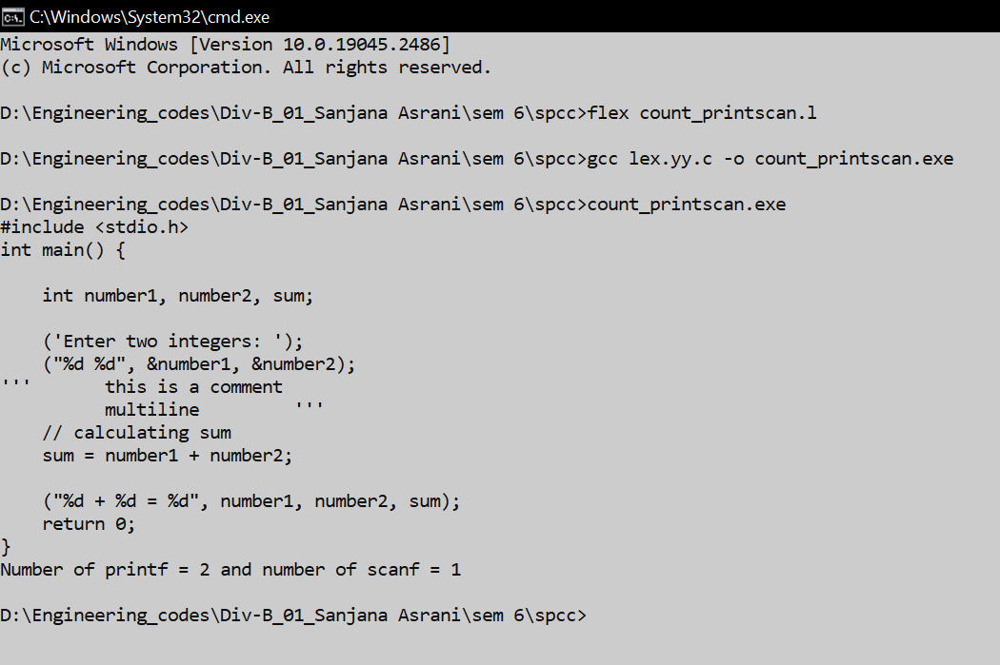 C:\Windows\System32\cmd.exe
Microsoft Windows [Version 10.0.19045.2486]
(c) Microsoft Corporation. All rights reserved.
D:\Engineering_codes\Div-B_01_Sanjana Asrani\sem 6\spcc>flex count_printscan.l
D:\Engineering_codes\Div-B_01_Sanjana Asrani\sem 6\spcc>gcc lex.yy.c -o count_printscan.exe
D:\Engineering_codes\Div-B_01_Sanjana Asrani\sem 6\spcc>count_printscan.exe
#include <stdio.h>
int main() {
    int number1, number2, sum;
    ('Enter two integers: ');
    ("%d %d", &number1, &number2);
'''       this is a comment
          multiline         '''
    // calculating sum
    sum = number1 + number2;
    ("%d + %d = %d", number1, number2, sum);
    return 0;
}
Number of printf = 2 and number of scanf = 1
D:\Engineering_codes\Div-B_01_Sanjana Asrani\sem 6\spcc>